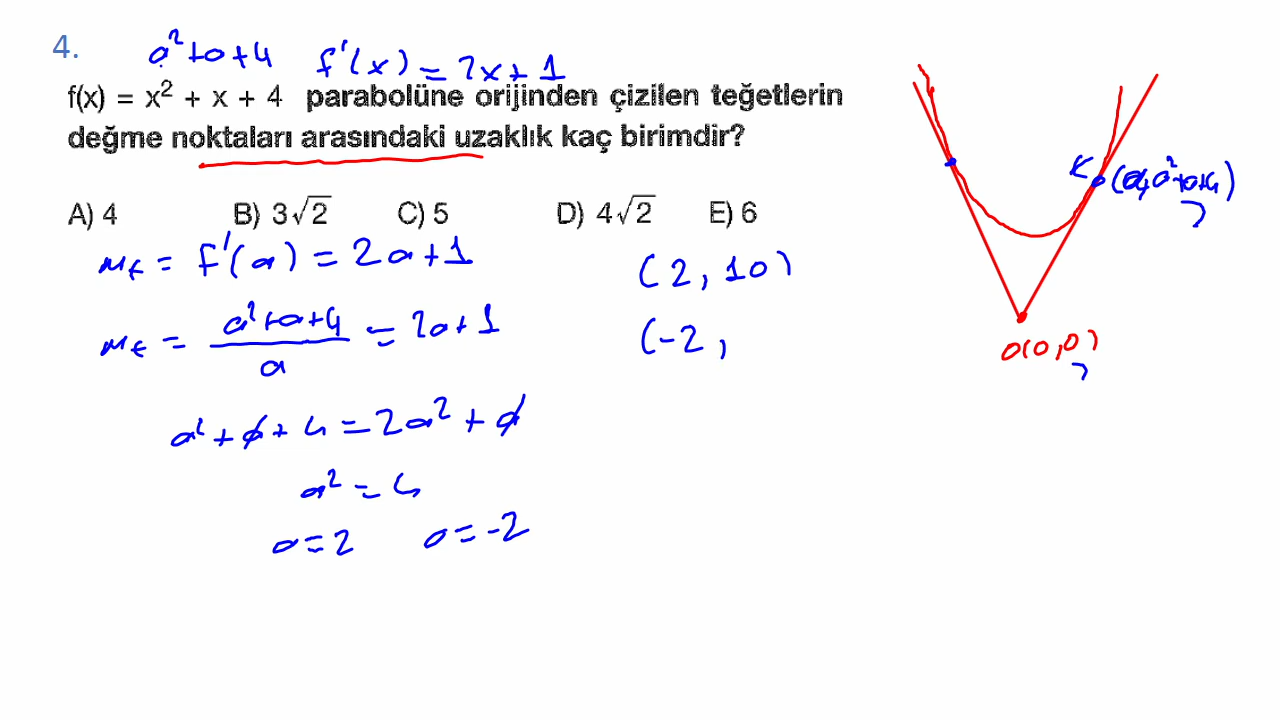 4.
a² + a + 4 f'(x) = 2x + 1
f(x) = x² + x + 4 parabolüne orijinden çizilen teğetlerin
değme noktaları arasındaki uzaklık kaç birimdir?
A) 4 B) 3√2 C) 5 D) 4√2 E) 6
K (a, a²+a+4)
m_t = f'(a) = 2a + 1
(2, 10)
m_t = (a² + a + 4)/a = 2a + 1
(-2,
O(0, 0)
a² + a + 4 = 2a² + a
a² = 4
a = 2 a = -2